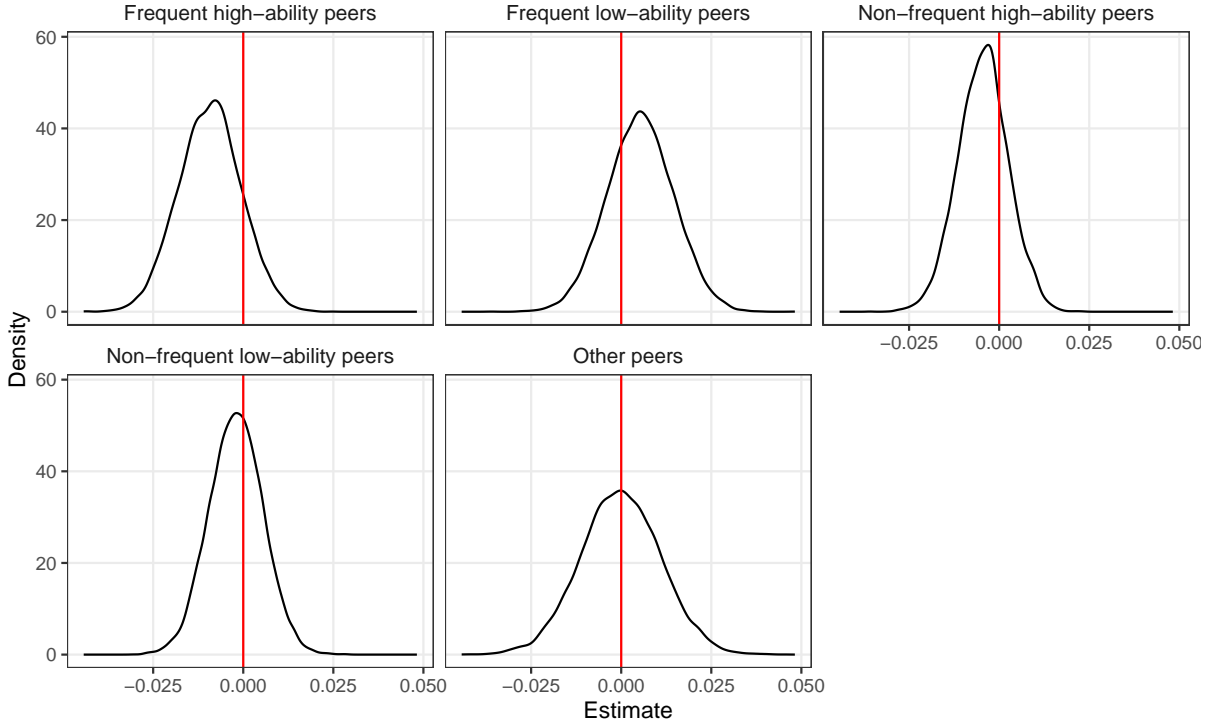 Frequent high−ability peers
Frequent low−ability peers
Non−frequent high−ability peers
60
40
20
0
−0.025 0.000 0.025 0.050
Density
Non−frequent low−ability peers
Other peers
60
40
20
0
−0.025 0.000 0.025 0.050
−0.025 0.000 0.025 0.050
Estimate